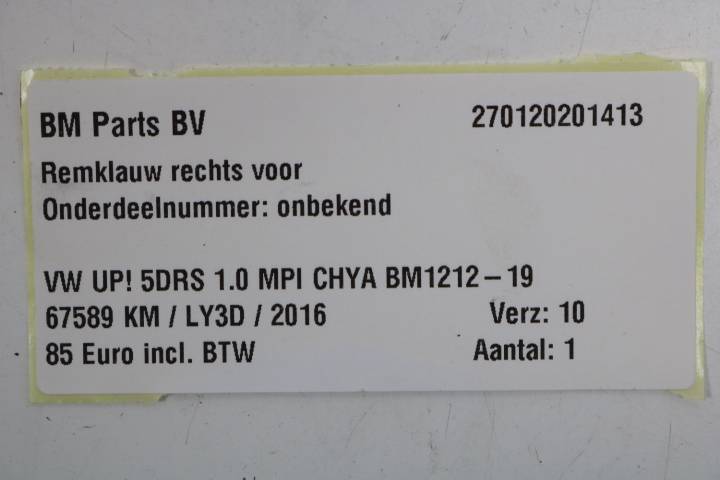 BM Parts BV 270120201413
Remklauw rechts voor
Onderdeelnummer: onbekend
VW UP! 5DRS 1.0 MPI CHYA BM1212-19
67589 KM / LY3D / 2016 Verz: 10
85 Euro incl. BTW Aantal: 1